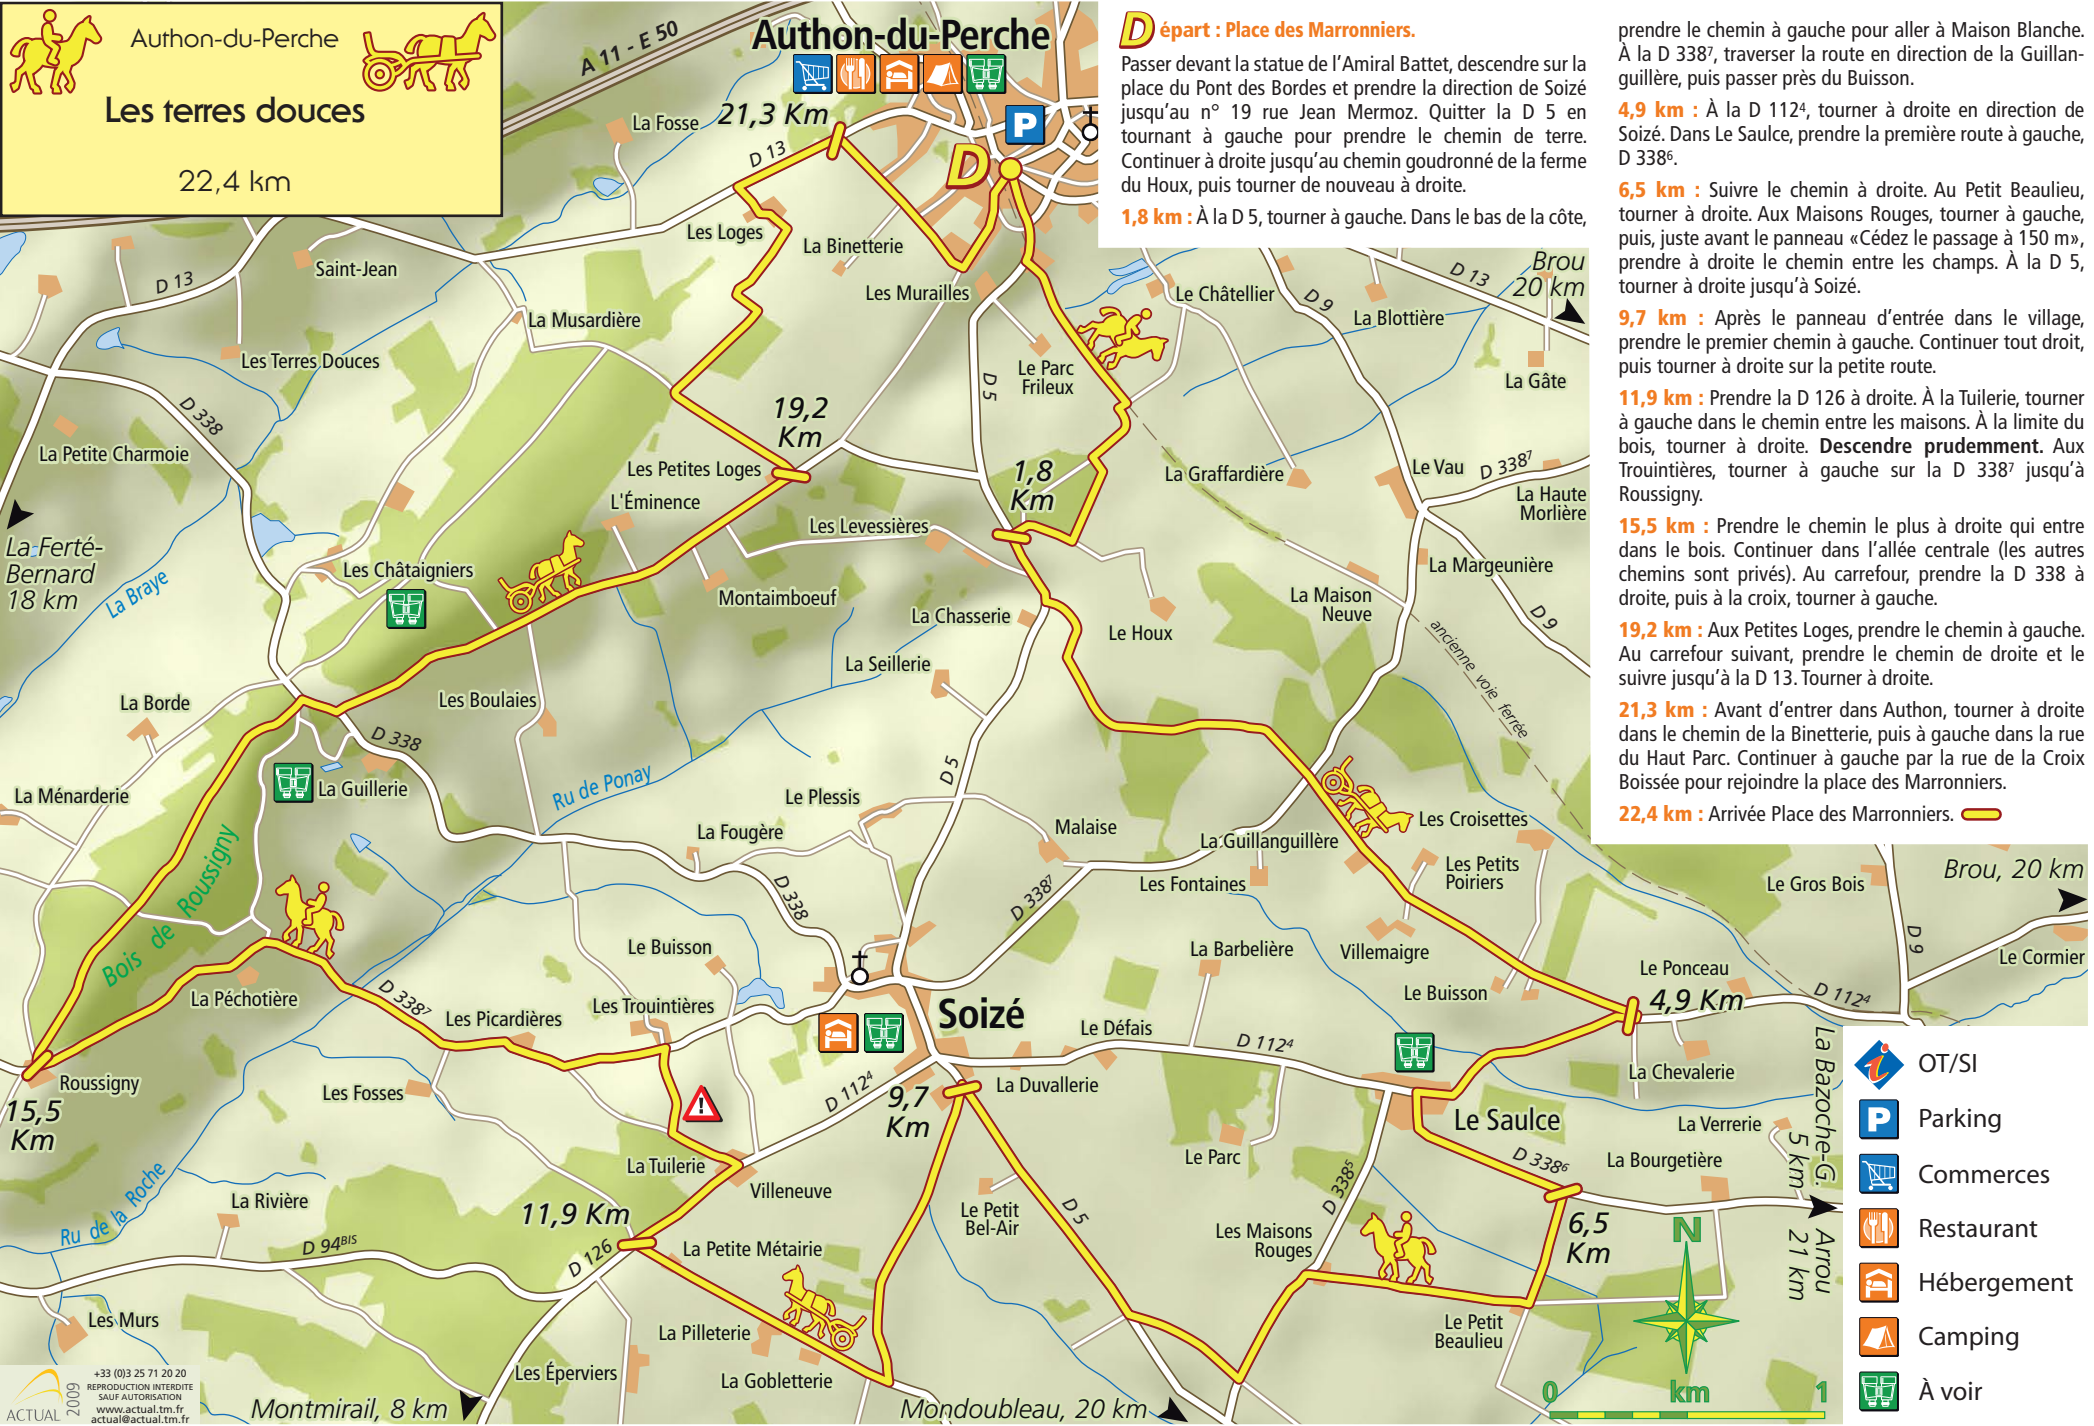 Authon-du-Perche
Les terres douces
22,4 km
Départ : Place des Marronniers.
Passer devant la statue de l'Amiral Battet, descendre sur la
place du Pont des Bordes et prendre la direction de Soizé
jusqu'au n° 19 rue Jean Mermoz. Quitter la D 5 en
tournant à gauche pour prendre le chemin de terre.
Continuer à droite jusqu'au chemin goudronné de la ferme
du Houx, puis tourner de nouveau à droite.
1,8 km : À la D 5, tourner à gauche. Dans le bas de la côte,
prendre le chemin à gauche pour aller à Maison Blanche.
À la D 338⁷, traverser la route en direction de la Guillan-
guillère, puis passer près du Buisson.
4,9 km : À la D 112⁴, tourner à droite en direction de
Soizé. Dans Le Saulce, prendre la première route à gauche,
D 338⁶.
6,5 km : Suivre le chemin à droite. Au Petit Beaulieu,
tourner à droite. Aux Maisons Rouges, tourner à gauche,
puis, juste avant le panneau «Cédez le passage à 150 m»,
prendre à droite le chemin entre les champs. À la D 5,
tourner à droite jusqu'à Soizé.
9,7 km : Après le panneau d'entrée dans le village,
prendre le premier chemin à gauche. Continuer tout droit,
puis tourner à droite sur la petite route.
11,9 km : Prendre la D 126 à droite. À la Tuilerie, tourner
à gauche dans le chemin entre les maisons. À la limite du
bois, tourner à droite. Descendre prudemment. Aux
Trouintières, tourner à gauche sur la D 338⁷ jusqu'à
Roussigny.
15,5 km : Prendre le chemin le plus à droite qui entre
dans le bois. Continuer dans l'allée centrale (les autres
chemins sont privés). Au carrefour, prendre la D 338 à
droite, puis à la croix, tourner à gauche.
19,2 km : Aux Petites Loges, prendre le chemin à gauche.
Au carrefour suivant, prendre le chemin de droite et le
suivre jusqu'à la D 13. Tourner à droite.
21,3 km : Avant d'entrer dans Authon, tourner à droite
dans le chemin de la Binetterie, puis à gauche dans la rue
du Haut Parc. Continuer à gauche par la rue de la Croix
Boissée pour rejoindre la place des Marronniers.
22,4 km : Arrivée Place des Marronniers.
A 11 - E 50
Authon-du-Perche
P
D
21,3 Km
La Fosse
D 13
Les Loges
La Binetterie
Les Murailles
Saint-Jean
D 13
La Musardière
Les Terres Douces
D 338
La Petite Charmoie
La Ferté-
Bernard
18 km
La Braye
Le Châtellier
D 9
D 13
Brou
20 km
La Blottière
La Gâte
Le Parc
Frileux
D 5
19,2
Km
Les Petites Loges
L'Éminence
1,8
Km
Les Levessières
La Graffardière
Le Vau
D 338⁷
La Haute
Morlière
Les Châtaigniers
Montaimboeuf
La Chasserie
Le Houx
La Maison
Neuve
La Margeunière
D 9
ancienne voie ferrée
La Seillerie
La Borde
Les Boulaies
D 338
La Guillerie
Ru de Ponay
D 5
La Ménarderie
Le Plessis
La Fougère
Malaise
La Guillanguillère
Les Croisettes
Les Petits
Poiriers
Les Fontaines
Le Gros Bois
Brou, 20 km
Bois de Roussigny
D 338
D 338⁷
Le Buisson
La Barbelière
Villemaigre
D 9
Le Cormier
La Péchotière
D 338⁷
Les Picardières
Les Trouintières
Soizé
Le Défais
Le Buisson
Le Ponceau
4,9 Km
D 112⁴
D 112⁴
Roussigny
15,5
Km
Les Fosses
D 112⁴
9,7
Km
La Duvallerie
La Chevalerie
Le Saulce
La Verrerie
La Bazoche-G.
5 km
La Tuilerie
Villeneuve
Le Parc
D 338⁵
D 338⁶
La Bourgetière
Ru de la Roche
La Rivière
11,9 Km
Le Petit
Bel-Air
D 5
Les Maisons
Rouges
6,5
Km
Arrou
21 km
D 94BIS
D 126
La Petite Métairie
Les Murs
La Pilleterie
Le Petit
Beaulieu
Les Éperviers
La Gobletterie
Montmirail, 8 km
Mondoubleau, 20 km
N
0 km 1
i OT/SI
P Parking
Commerces
Restaurant
Hébergement
Camping
À voir
ACTUAL
2009
+33 (0)3 25 71 20 20
REPRODUCTION INTERDITE
SAUF AUTORISATION
www.actual.tm.fr
actual@actual.tm.fr